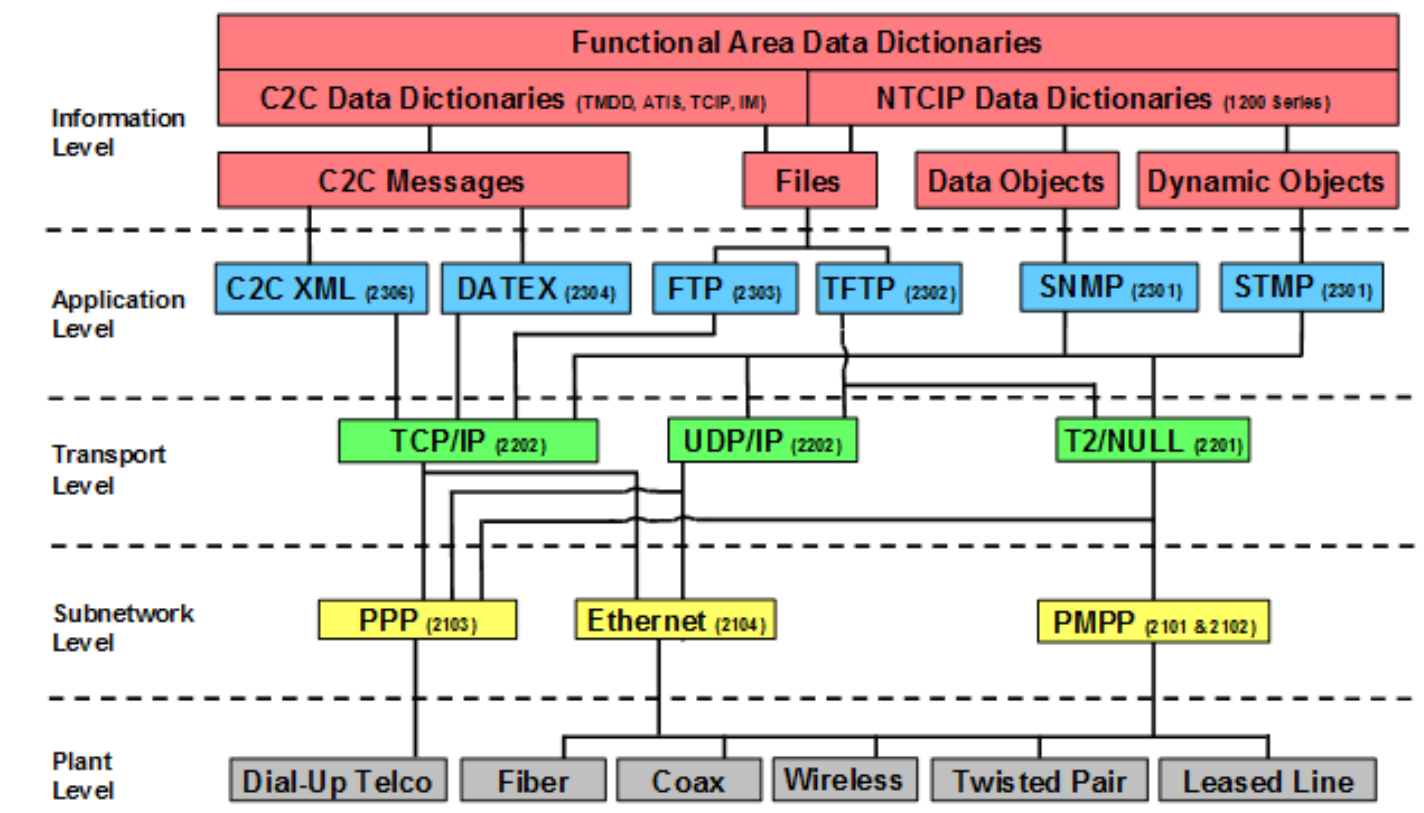 Functional Area Data Dictionaries
C2C Data Dictionaries (TMDD, ATIS, TCIP, IM)
NTCIP Data Dictionaries (1200 Series)
Information
Level
C2C Messages
Files
Data Objects
Dynamic Objects
Application
Level
C2C XML (2306)
DATEX (2304)
FTP (2303)
TFTP (2302)
SNMP (2301)
STMP (2301)
Transport
Level
TCP/IP (2202)
UDP/IP (2202)
T2/NULL (2201)
Subnetwork
Level
PPP (2103)
Ethernet (2104)
PMPP (2101 & 2102)
Plant
Level
Dial-Up Telco
Fiber
Coax
Wireless
Twisted Pair
Leased Line